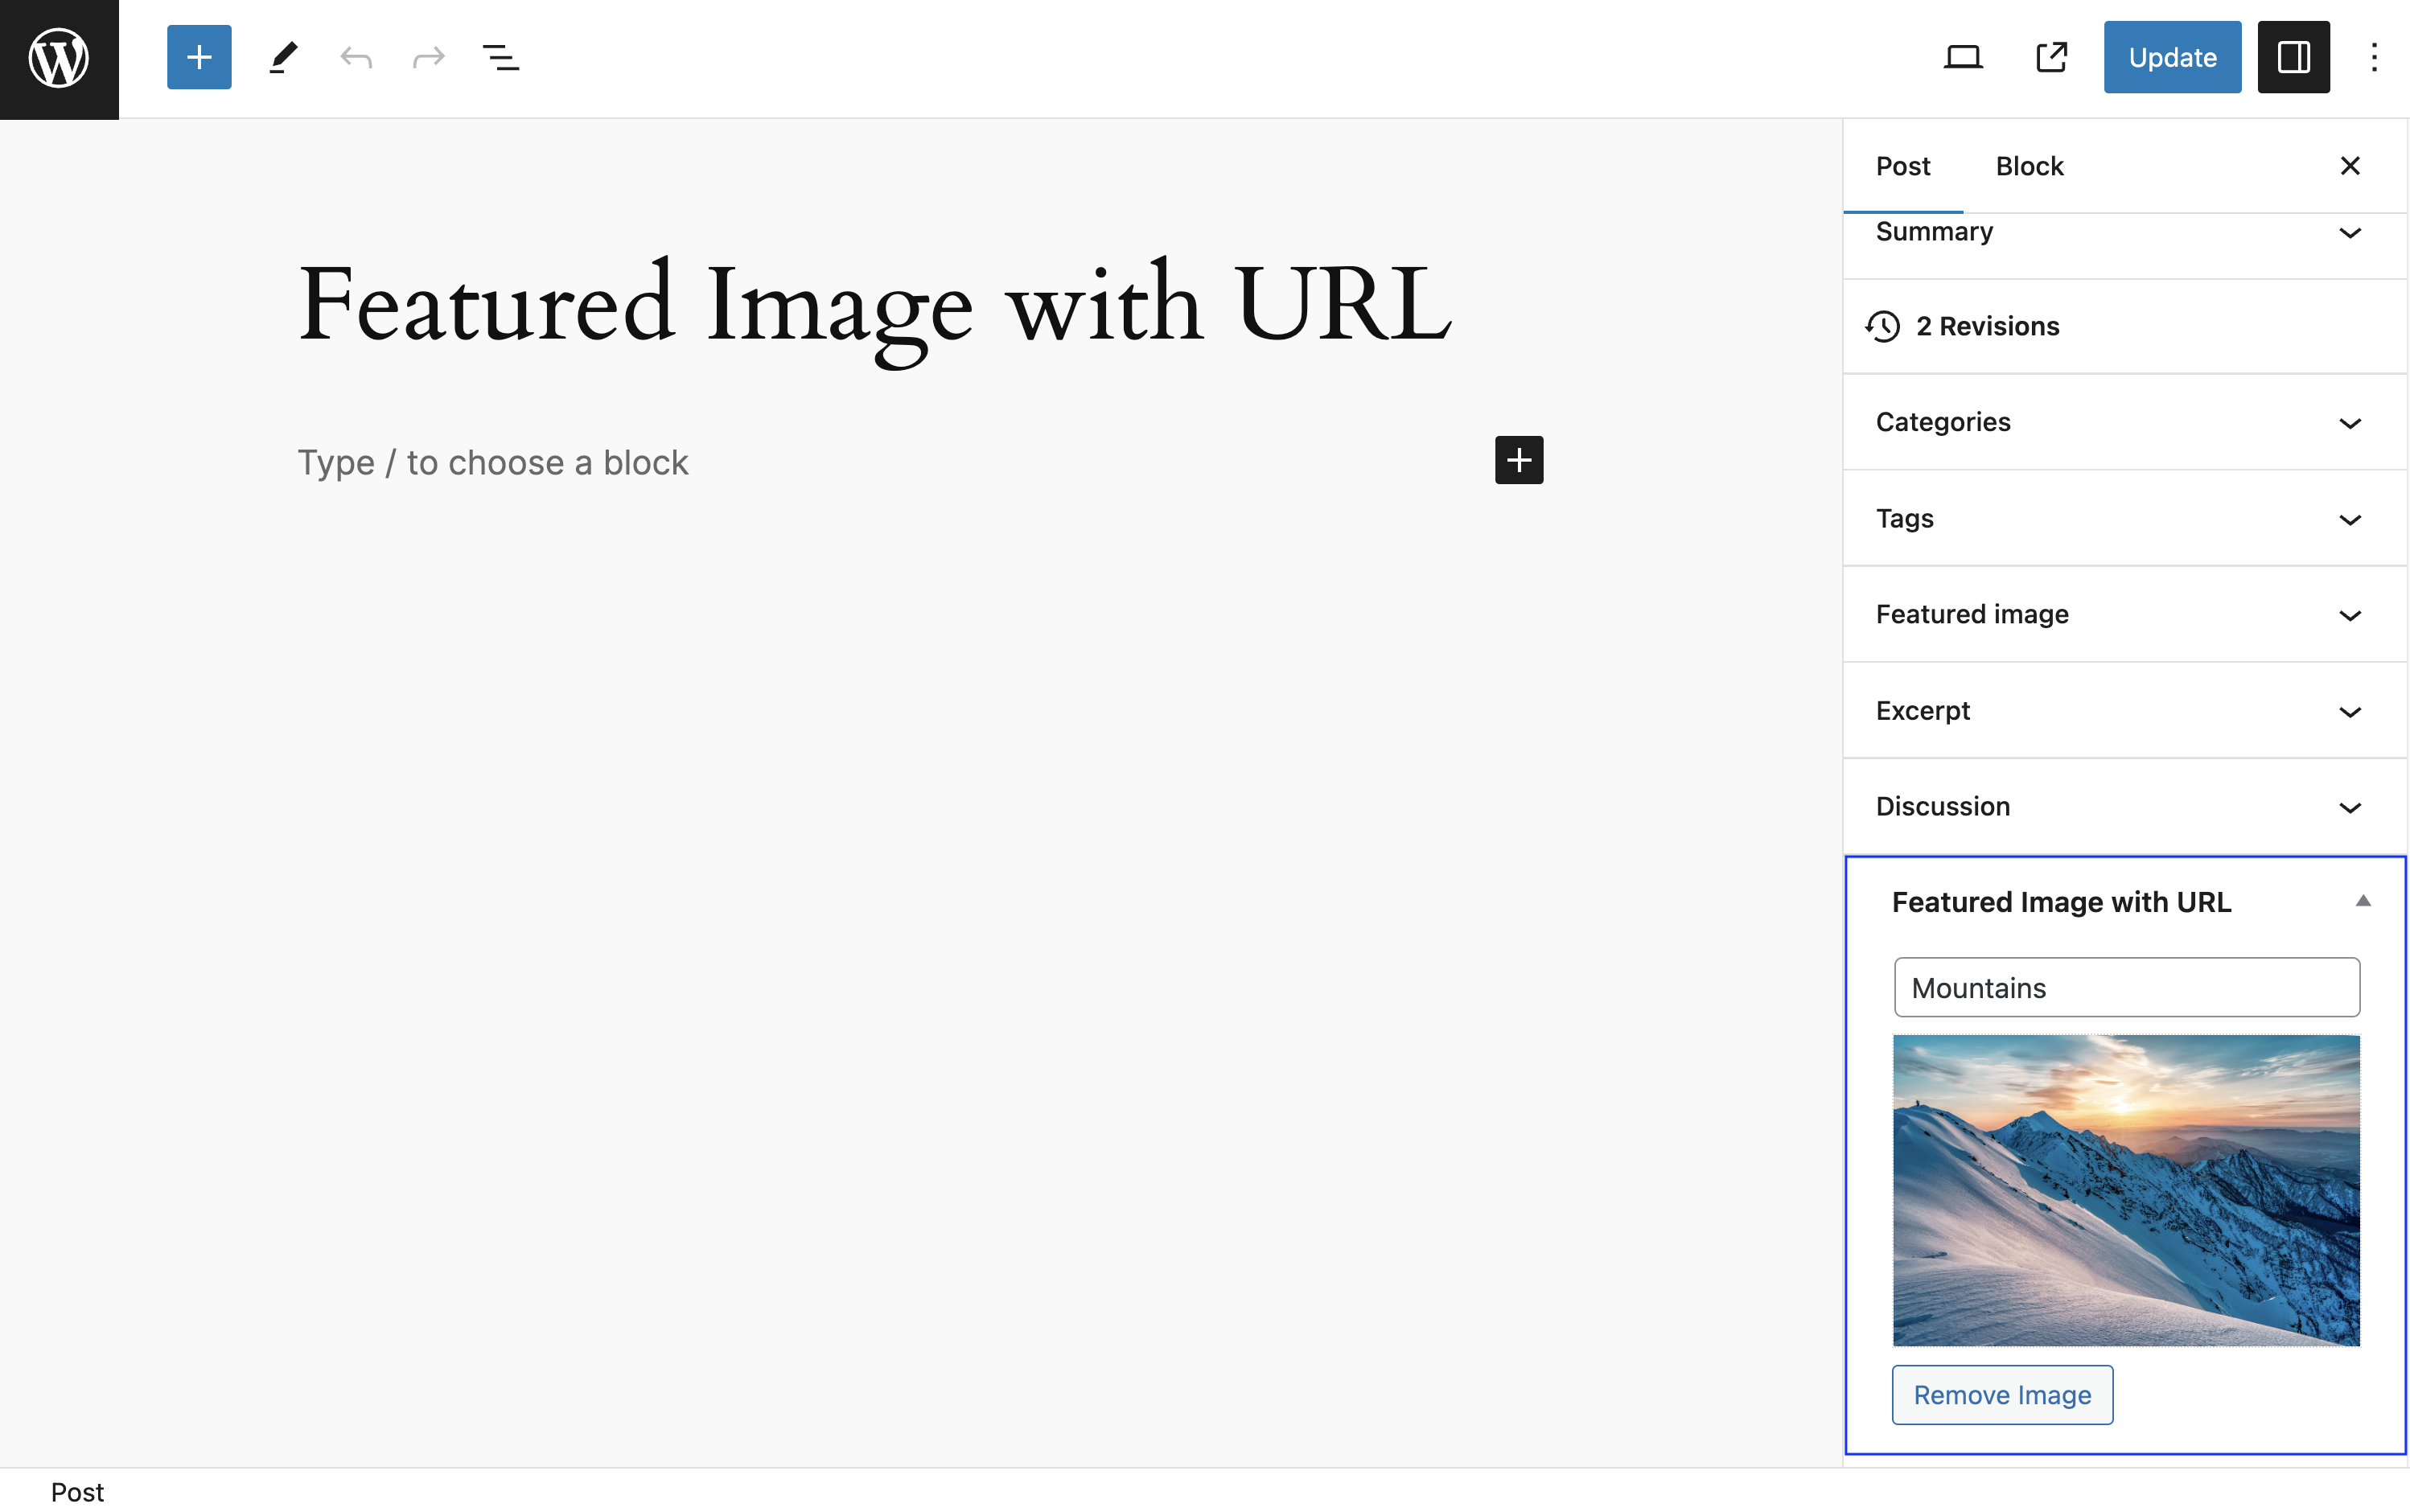 Update
Post Block
Summary
Featured Image with URL
2 Revisions
Categories
Type / to choose a block
Tags
Featured image
Excerpt
Discussion
Featured Image with URL
Mountains
Remove Image
Post